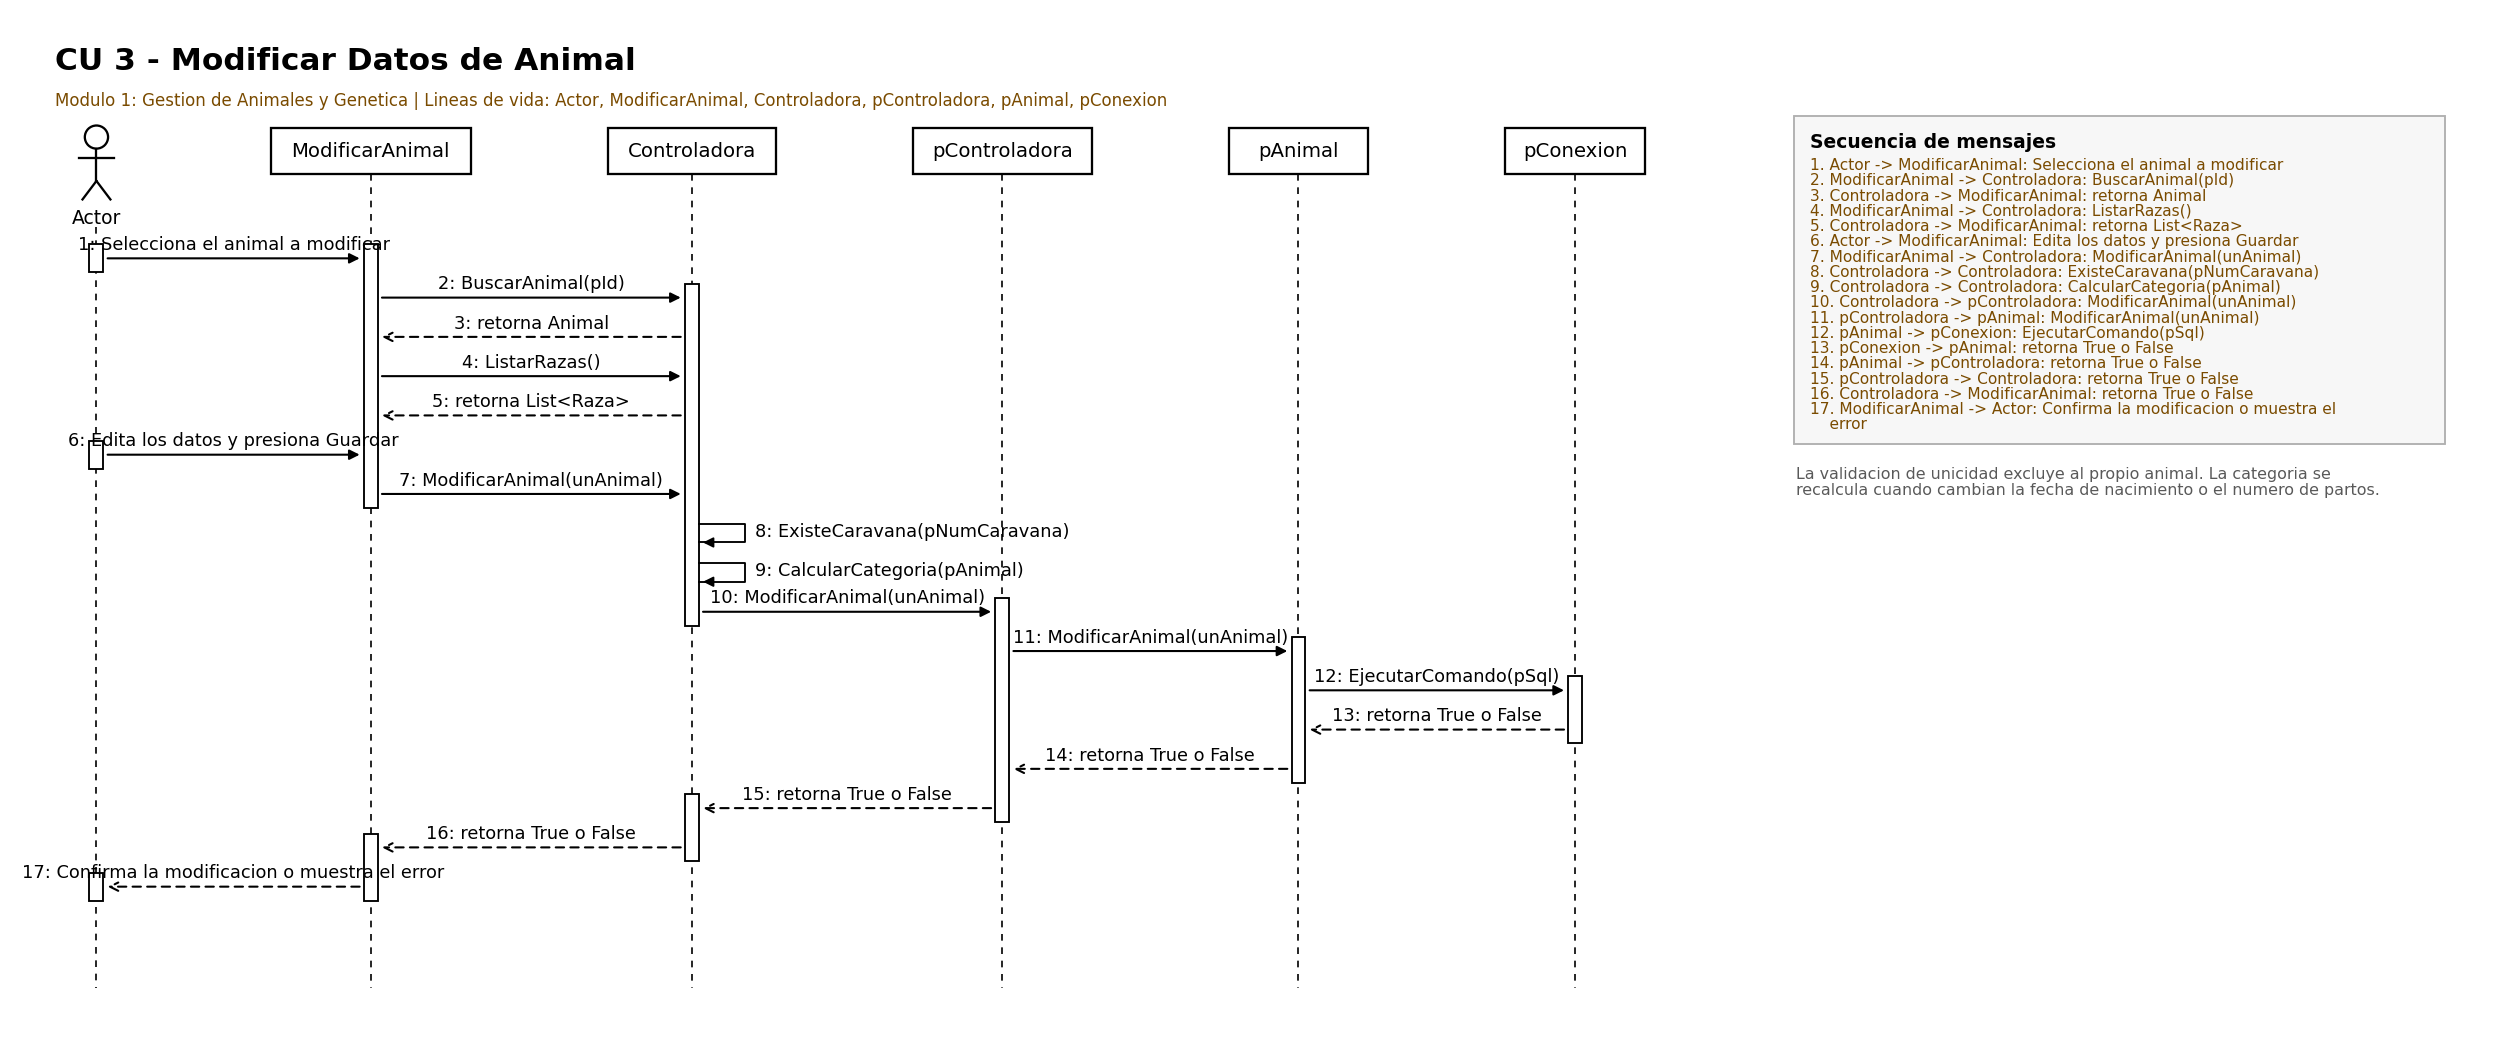 CU 3 - Modificar Datos de Animal
Modulo 1: Gestion de Animales y Genetica | Lineas de vida: Actor, ModificarAnimal, Controladora, pControladora, pAnimal, pConexion
Actor
ModificarAnimal
Controladora
pControladora
pAnimal
pConexion
1: Selecciona el animal a modificar
2: BuscarAnimal(pId)
3: retorna Animal
4: ListarRazas()
5: retorna List<Raza>
6: Edita los datos y presiona Guardar
7: ModificarAnimal(unAnimal)
8: ExisteCaravana(pNumCaravana)
9: CalcularCategoria(pAnimal)
10: ModificarAnimal(unAnimal)
11: ModificarAnimal(unAnimal)
12: EjecutarComando(pSql)
13: retorna True o False
14: retorna True o False
15: retorna True o False
16: retorna True o False
17: Confirma la modificacion o muestra el error
Secuencia de mensajes
1. Actor -> ModificarAnimal: Selecciona el animal a modificar
2. ModificarAnimal -> Controladora: BuscarAnimal(pId)
3. Controladora -> ModificarAnimal: retorna Animal
4. ModificarAnimal -> Controladora: ListarRazas()
5. Controladora -> ModificarAnimal: retorna List<Raza>
6. Actor -> ModificarAnimal: Edita los datos y presiona Guardar
7. ModificarAnimal -> Controladora: ModificarAnimal(unAnimal)
8. Controladora -> Controladora: ExisteCaravana(pNumCaravana)
9. Controladora -> Controladora: CalcularCategoria(pAnimal)
10. Controladora -> pControladora: ModificarAnimal(unAnimal)
11. pControladora -> pAnimal: ModificarAnimal(unAnimal)
12. pAnimal -> pConexion: EjecutarComando(pSql)
13. pConexion -> pAnimal: retorna True o False
14. pAnimal -> pControladora: retorna True o False
15. pControladora -> Controladora: retorna True o False
16. Controladora -> ModificarAnimal: retorna True o False
17. ModificarAnimal -> Actor: Confirma la modificacion o muestra el
error
La validacion de unicidad excluye al propio animal. La categoria se
recalcula cuando cambian la fecha de nacimiento o el numero de partos.